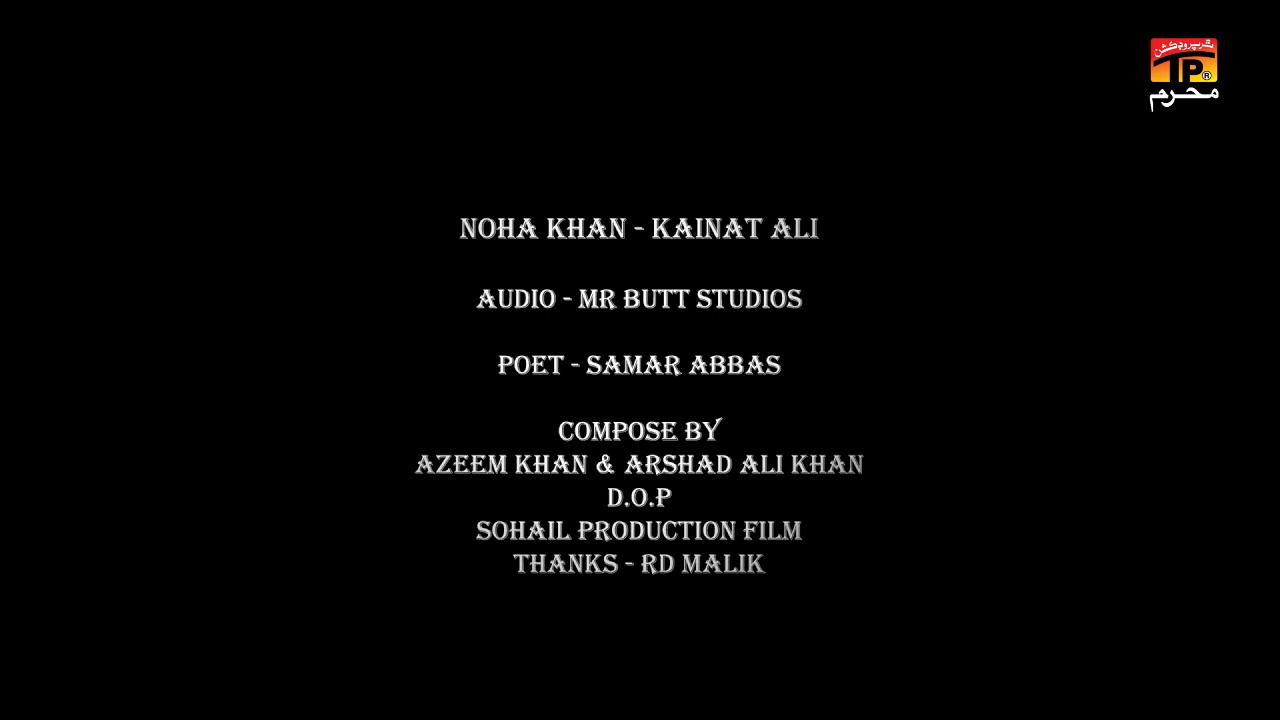 تھرپروڈکشن
TP®
محرم
NOHA KHAN - KAINAT ALI
AUDIO - MR BUTT STUDIOS
POET - SAMAR ABBAS
COMPOSE BY
AZEEM KHAN & ARSHAD ALI KHAN
D.O.P
SOHAIL PRODUCTION FILM
THANKS - RD MALIK